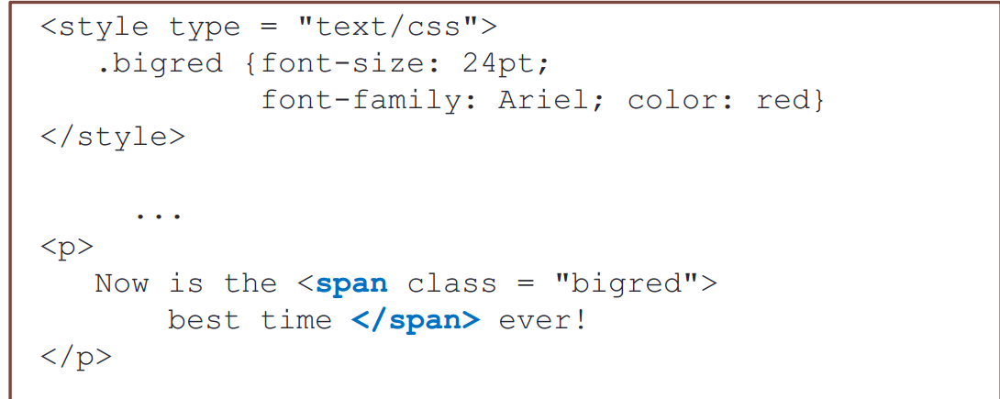 <style type = "text/css">
.bigred {font-size: 24pt;
font-family: Ariel; color: red}
</style>
...
<p>
Now is the <span class = "bigred">
best time </span> ever!
</p>